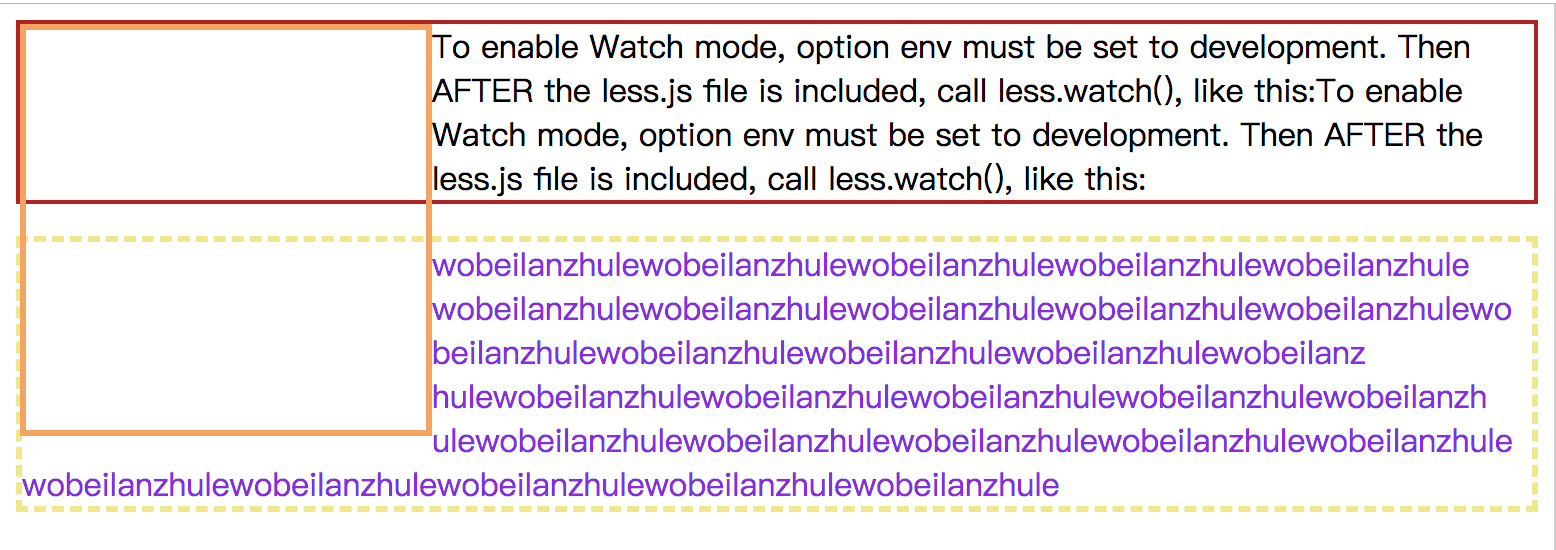 To enable Watch mode, option env must be set to development. Then
AFTER the less.js file is included, call less.watch(), like this:To enable
Watch mode, option env must be set to development. Then AFTER the
less.js file is included, call less.watch(), like this:
wobeilanzhulewobeilanzhulewobeilanzhulewobeilanzhulewobeilanzhule
wobeilanzhulewobeilanzhulewobeilanzhulewobeilanzhulewobeilanzhulewo
beilanzhulewobeilanzhulewobeilanzhulewobeilanzhulewobeilanz
hulewobeilanzhulewobeilanzhulewobeilanzhulewobeilanzhulewobeilanzh
ulewobeilanzhulewobeilanzhulewobeilanzhulewobeilanzhulewobeilanzhule
wobeilanzhulewobeilanzhulewobeilanzhulewobeilanzhulewobeilanzhule